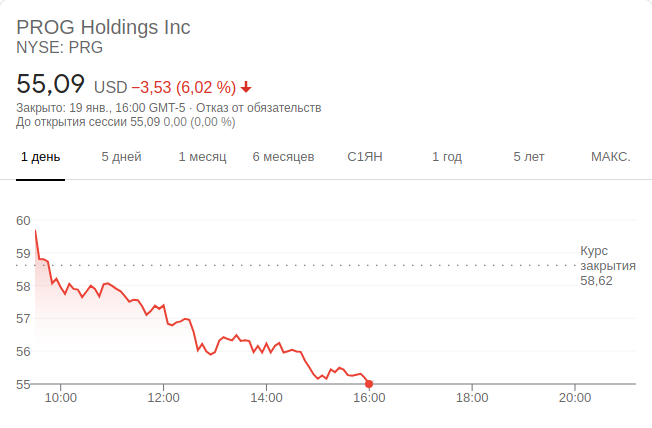 PROG Holdings Inc
NYSE: PRG
55,09 USD −3,53 (6,02 %)
Закрыто: 19 янв., 16:00 GMT-5 · Отказ от обязательств
До открытия сессии 55,09 0,00 (0,00 %)
1 день 5 дней 1 месяц 6 месяцев С1ЯН 1 год 5 лет МАКС.
60
59
58
57
56
55
Курс
закрытия
58,62
10:00 12:00 14:00 16:00 18:00 20:00